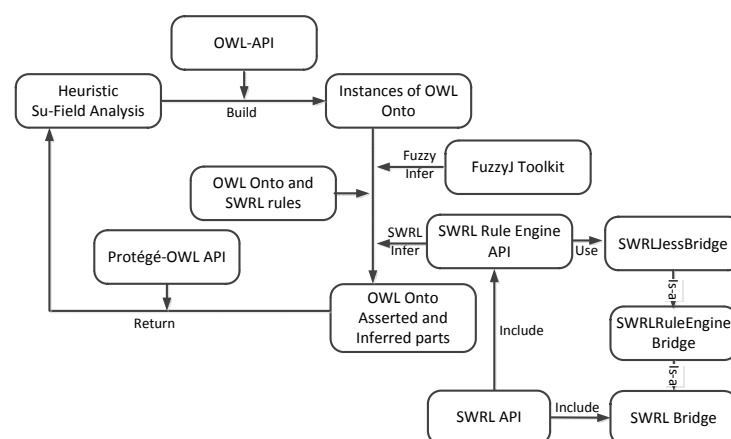 OWL-API
Heuristic
Su-Field Analysis
Build
Instances of OWL
Onto
Fuzzy
Infer
FuzzyJ Toolkit
OWL Onto and
SWRL rules
SWRL
Infer
SWRL Rule Engine
API
Use
SWRLJessBridge
Protégé-OWL API
Is-a
Return
OWL Onto
Asserted and
Inferred parts
Include
SWRLRuleEngine
Bridge
Is-a
SWRL API
Include
SWRL Bridge